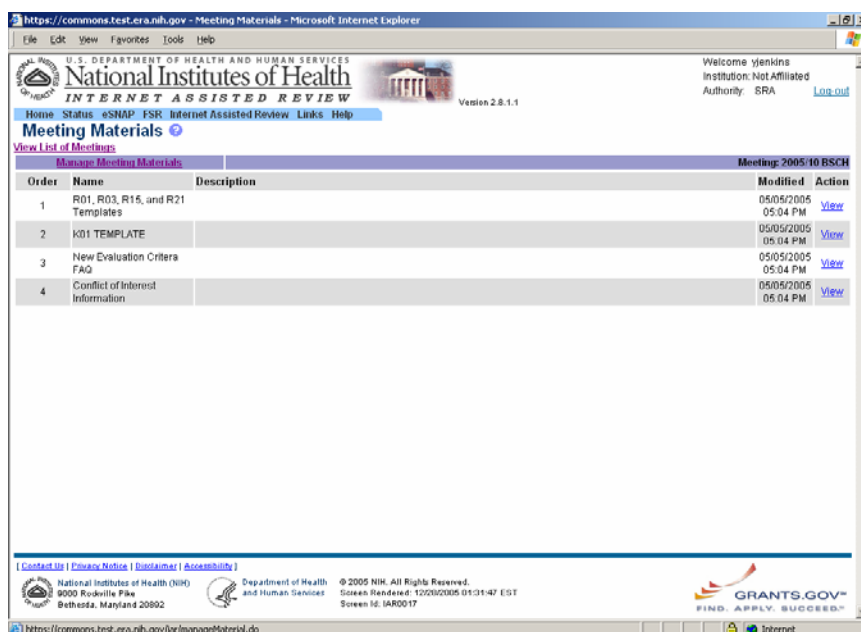 https://commons.test.era.nih.gov - Meeting Materials - Microsoft Internet Explorer
File Edit View Favorites Tools Help
U.S. DEPARTMENT OF HEALTH AND HUMAN SERVICES
National Institutes of Health
INTERNET ASSISTED REVIEW
Version 2.8.1.1
Welcome yjenkins
Institution: Not Affiliated
Authority: SRA Log-out
Home Status eSNAP FSR Internet Assisted Review Links Help
Meeting Materials ?
View List of Meetings
Manage Meeting Materials Meeting: 2005/10 BSCH
Order Name Description Modified Action
1 R01, R03, R15, and R21 Templates 05/05/2005 05:04 PM View
2 K01 TEMPLATE 05/05/2005 05:04 PM View
3 New Evaluation Critera FAQ 05/05/2005 05:04 PM View
4 Conflict of Interest Information 05/05/2005 05:04 PM View
[ Contact Us | Privacy Notice | Disclaimer | Accessibility ]
National Institutes of Health (NIH)
9000 Rockville Pike
Bethesda, Maryland 20892
Department of Health
and Human Services
© 2005 NIH. All Rights Reserved.
Screen Rendered: 12/20/2005 01:31:47 EST
Screen Id: IAR0017
GRANTS.GOV
FIND. APPLY. SUCCEED.
https://commons.test.era.nih.gov/iar/manageMaterial.do Internet